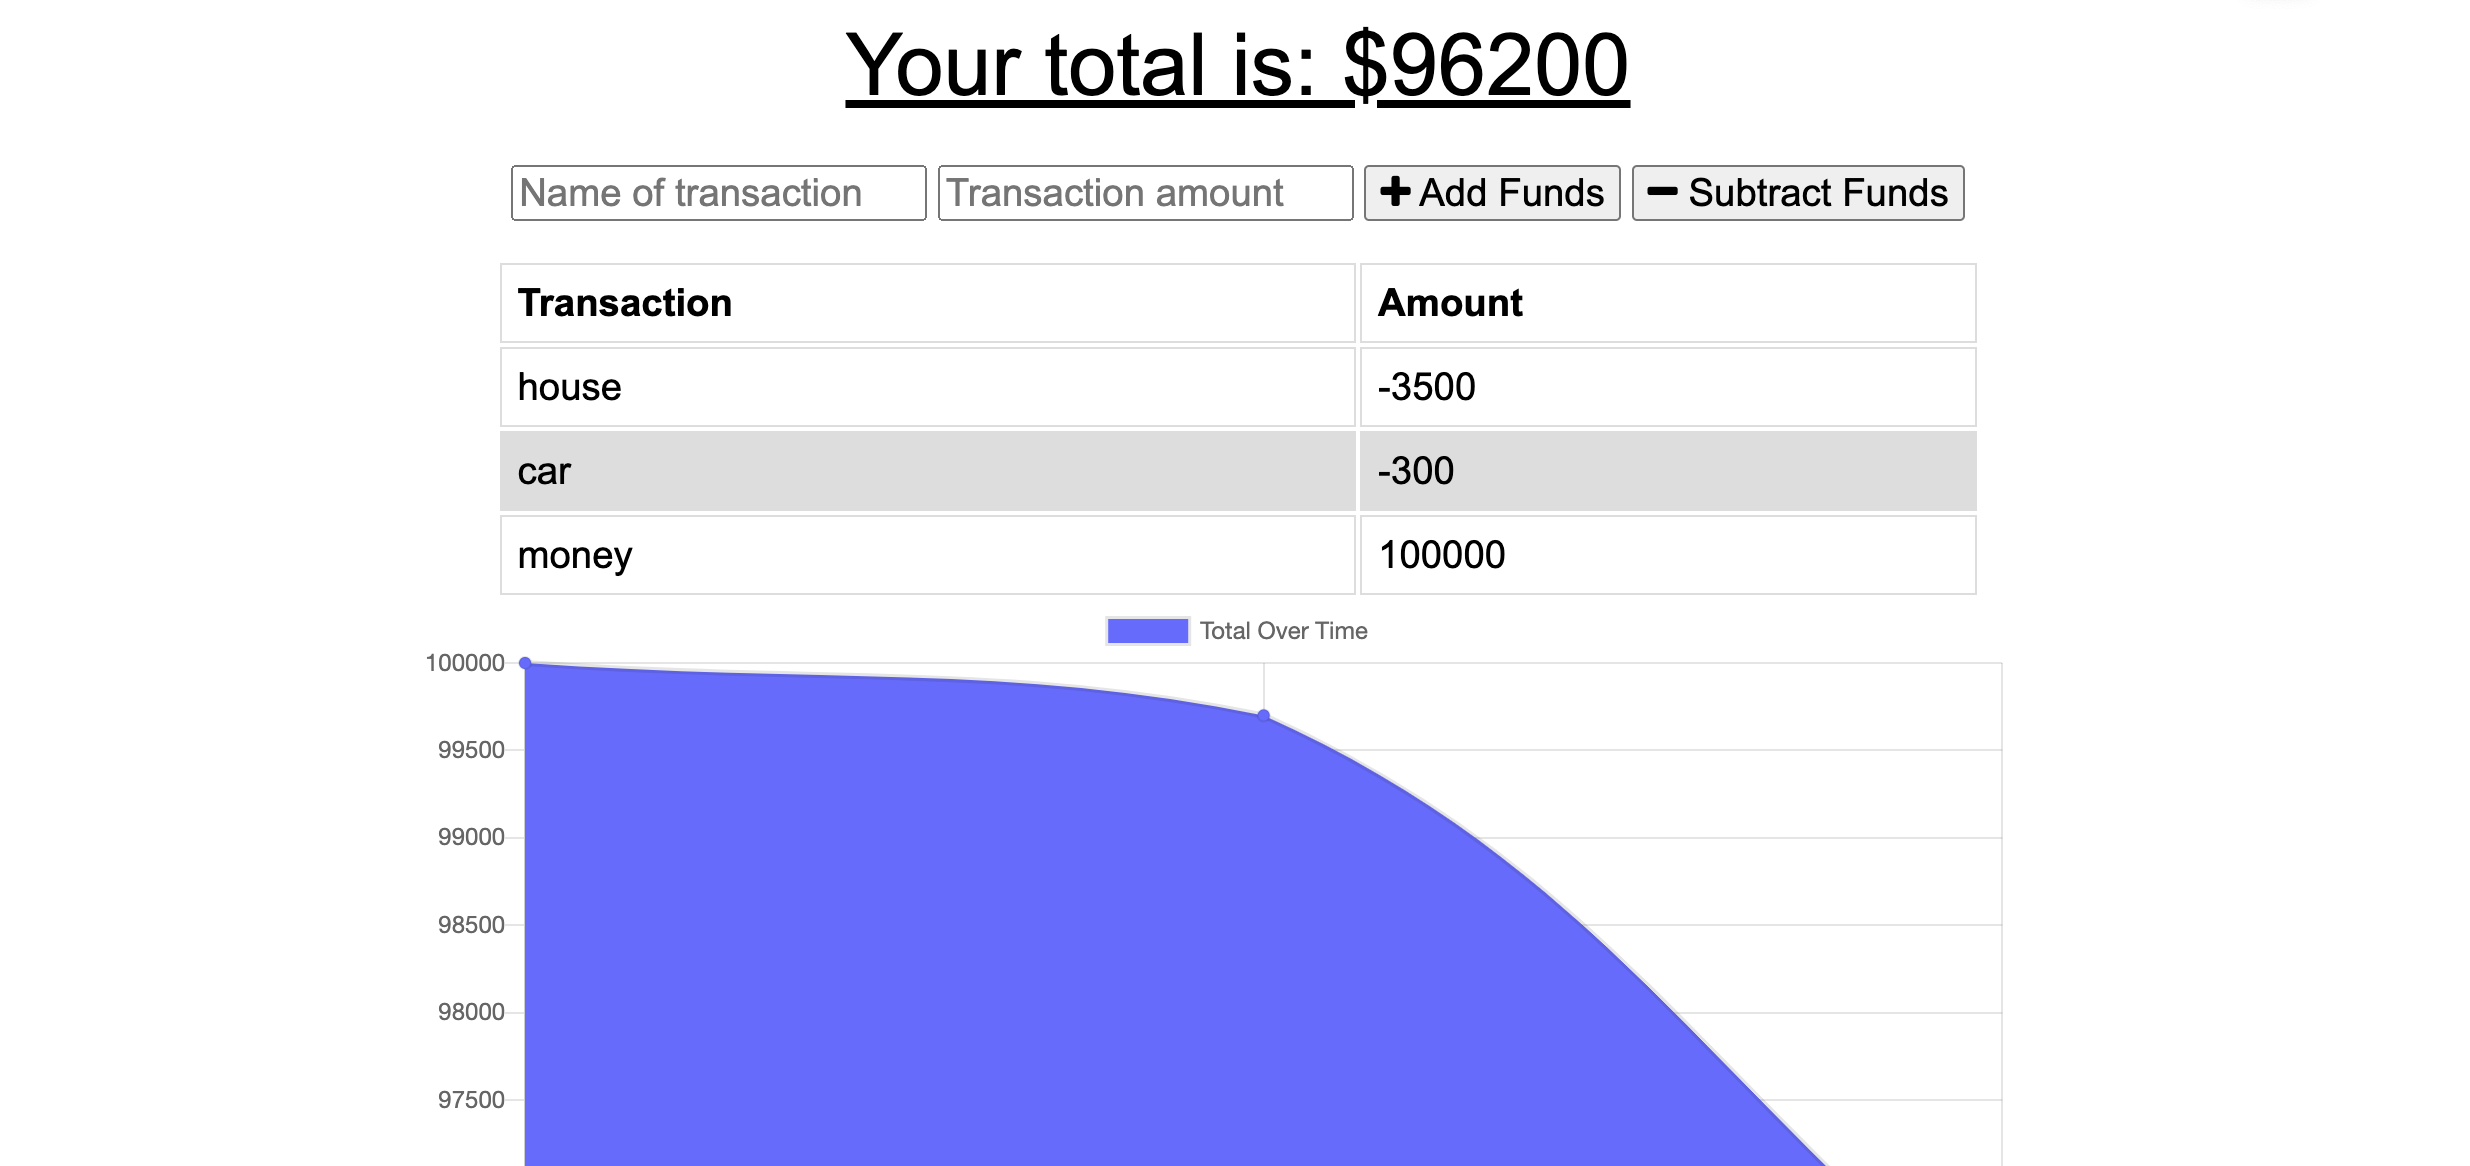 Your total is: $96200
Name of transaction Transaction amount Add Funds Subtract Funds
Transaction Amount
house -3500
car -300
money 100000
Total Over Time
100000
99500
99000
98500
98000
97500